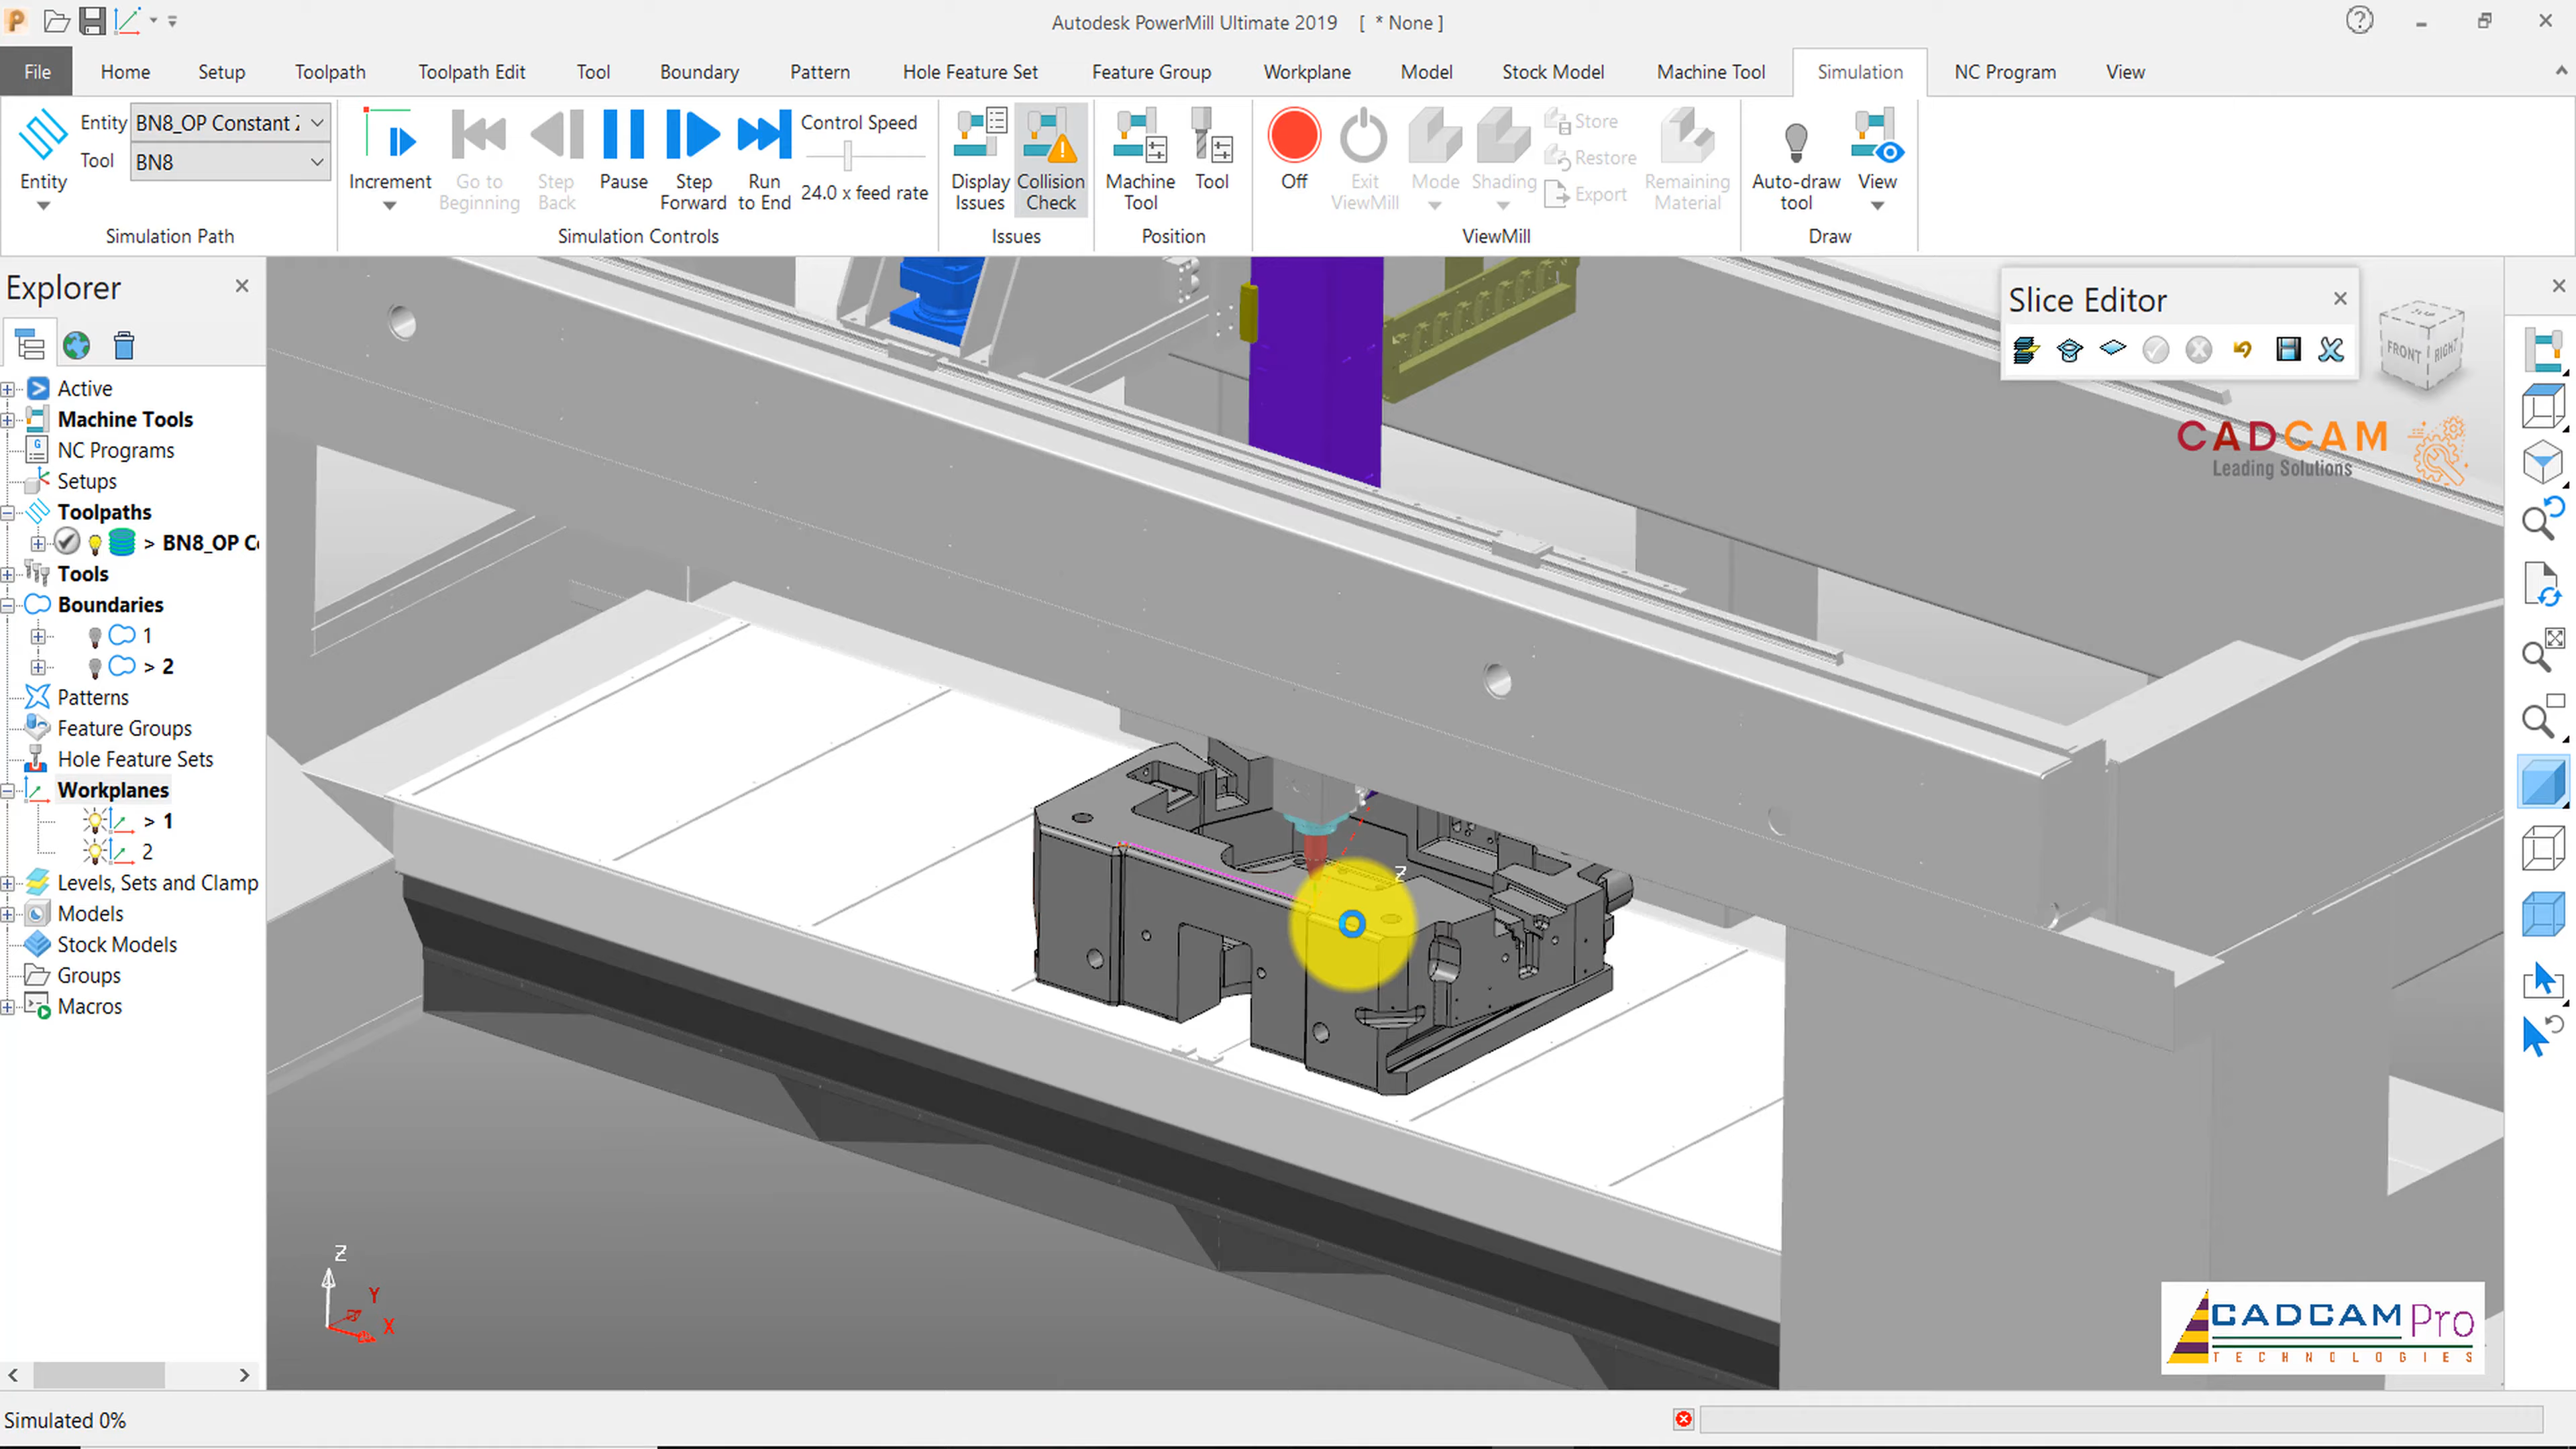 Autodesk PowerMill Ultimate 2019 [ * None ]
File Home Setup Toolpath Toolpath Edit Tool Boundary Pattern Hole Feature Set Feature Group Workplane Model Stock Model Machine Tool Simulation NC Program View
Entity BN8_OP Constant
Tool BN8
Entity
Simulation Path
Increment
Go to Beginning
Step Back
Pause
Step Forward
Run to End
Control Speed
24.0 x feed rate
Simulation Controls
Display Issues
Collision Check
Issues
Machine Tool
Tool
Position
Off
Exit ViewMill
Mode
Shading
Store
Restore
Export
Remaining Material
ViewMill
Auto-draw tool
View
Draw
Explorer
Active
Machine Tools
NC Programs
Setups
Toolpaths
> BN8_OP
Tools
Boundaries
1
> 2
Patterns
Feature Groups
Hole Feature Sets
Workplanes
> 1
2
Levels, Sets and Clamp
Models
Stock Models
Groups
Macros
Slice Editor
FRONT RIGHT
CADCAM
Leading Solutions
Z
Z
Y
X
CADCAM Pro
TECHNOLOGIES
Simulated 0%